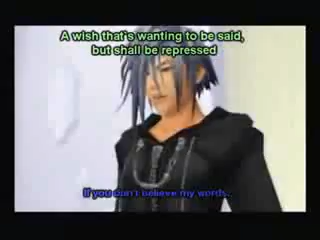 A wish that's wanting to be said,
but shall be repressed
If you don't believe my words..